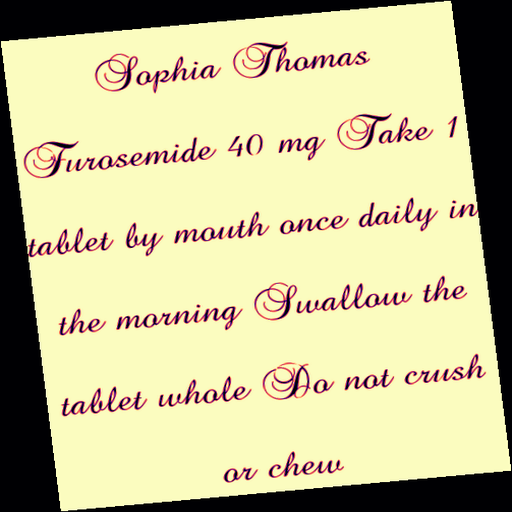 Sophia Thomas
Furosemide 40 mg Take 1
tablet by mouth once daily in
the morning Swallow the
tablet whole Do not crush
or chew